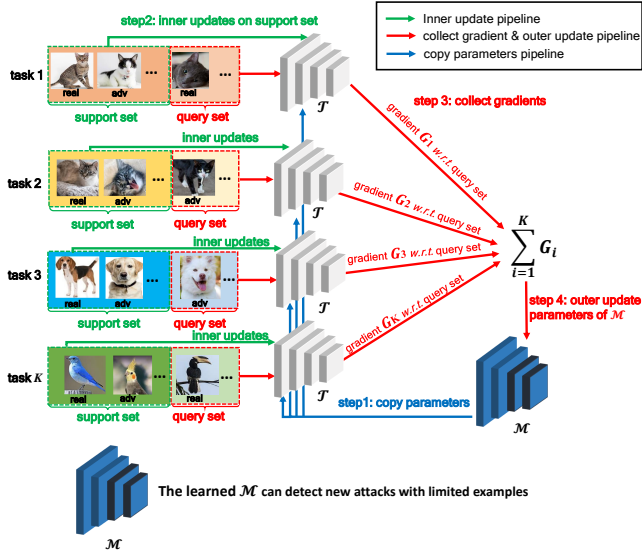 step2: inner updates on support set
Inner update pipeline
collect gradient & outer update pipeline
copy parameters pipeline
task 1
...
...
real
adv
real
support set
query set
𝒯
step 3: collect gradients
gradient G₁ w.r.t. query set
inner updates
task 2
...
...
real
adv
adv
support set
query set
𝒯
gradient G₂ w.r.t. query set
inner updates
task 3
...
...
real
adv
adv
support set
query set
𝒯
gradient G₃ w.r.t. query set
K
∑ Gᵢ
i=1
inner updates
task K
...
...
real
adv
real
support set
query set
𝒯
gradient G_K w.r.t. query set
step 4: outer update
parameters of ℳ
step1: copy parameters
ℳ
The learned ℳ can detect new attacks with limited examples
ℳ